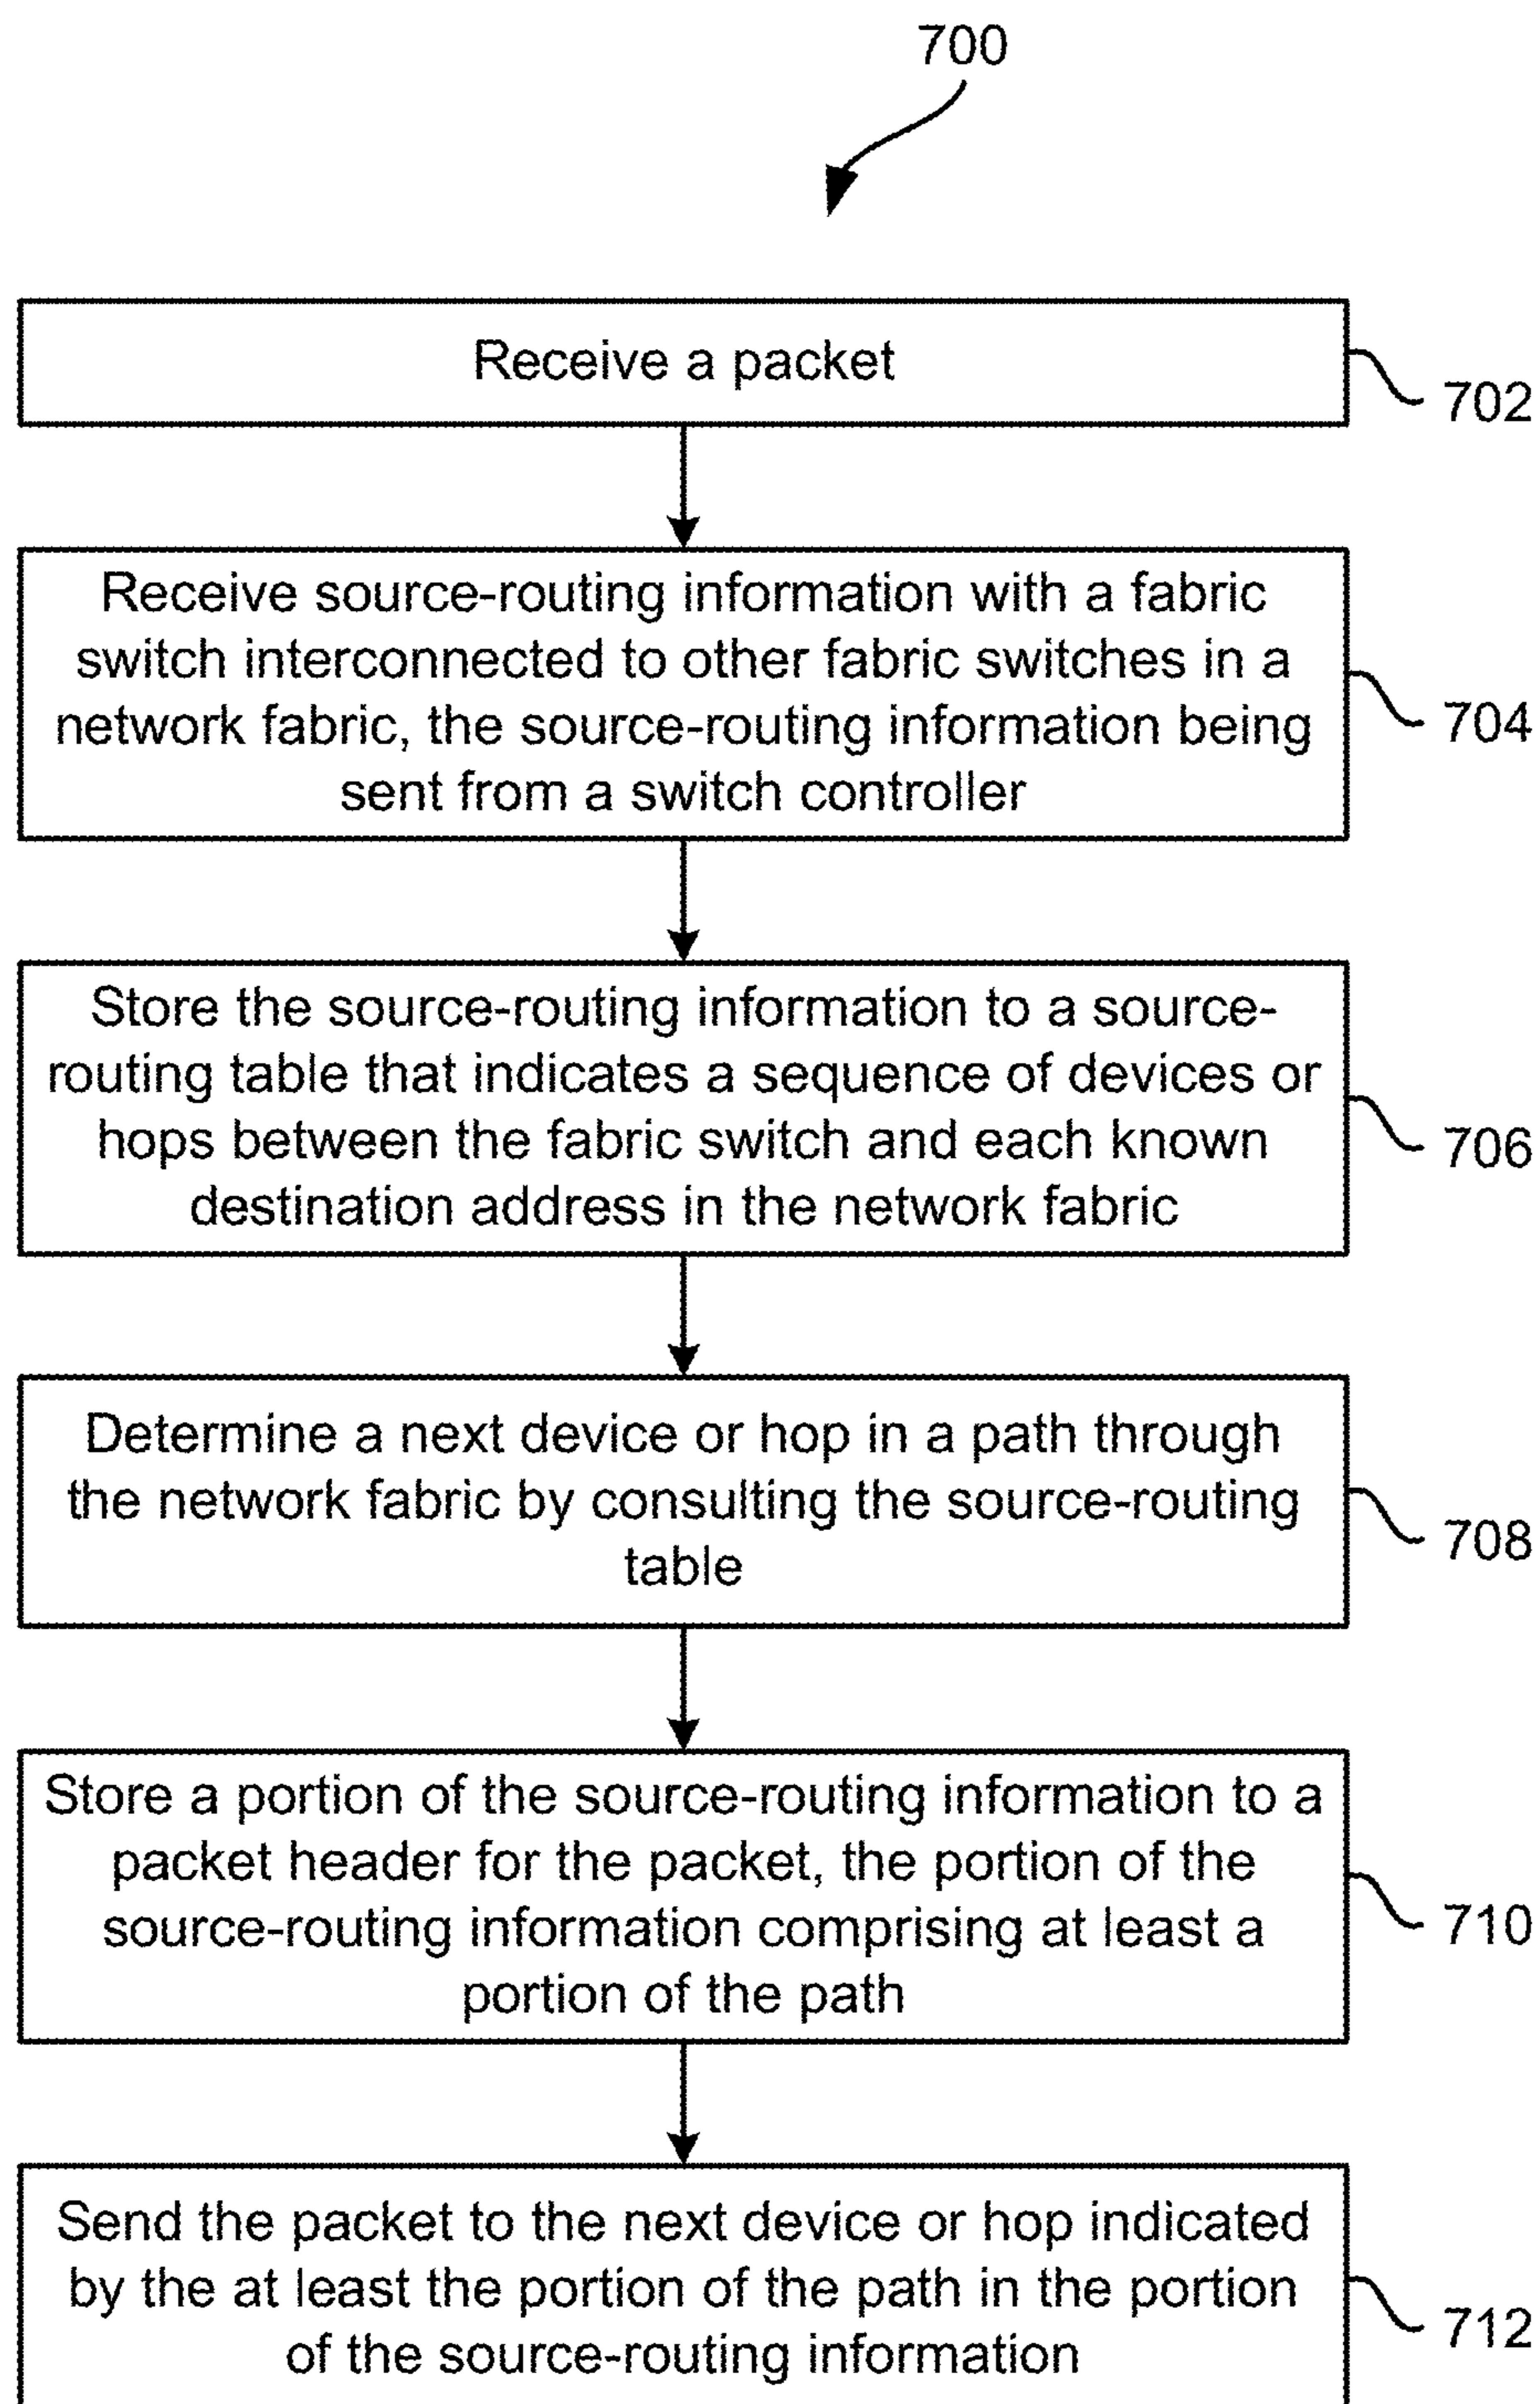 700
Receive a packet
702
Receive source-routing information with a fabric
switch interconnected to other fabric switches in a
network fabric, the source-routing information being
sent from a switch controller
704
Store the source-routing information to a source-
routing table that indicates a sequence of devices or
hops between the fabric switch and each known
destination address in the network fabric
706
Determine a next device or hop in a path through
the network fabric by consulting the source-routing
table
708
Store a portion of the source-routing information to a
packet header for the packet, the portion of the
source-routing information comprising at least a
portion of the path
710
Send the packet to the next device or hop indicated
by the at least the portion of the path in the portion
of the source-routing information
712